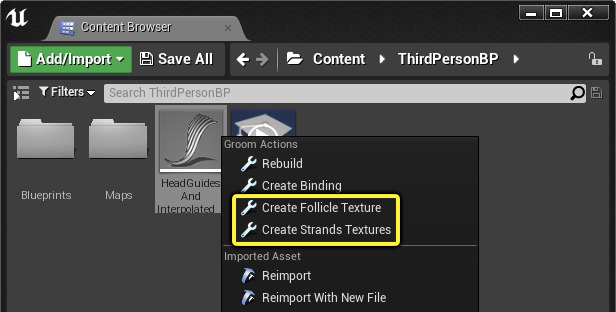 Content Browser
Add/Import
Save All
Content
ThirdPersonBP
Filters
Search ThirdPersonBP
Blueprints
Maps
HeadGuides
And
Interpolated...
Groom Actions
Rebuild
Create Binding
Create Follicle Texture
Create Strands Textures
Imported Asset
Reimport
Reimport With New File